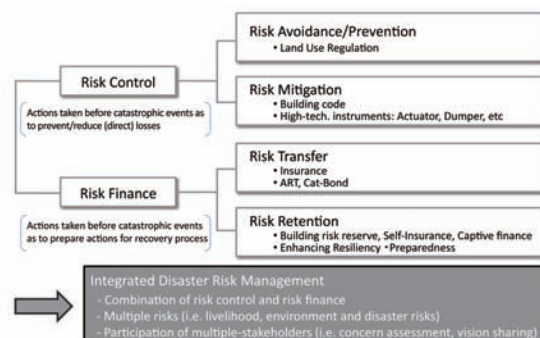 Risk Avoidance/Prevention
• Land Use Regulation
Risk Control
Actions taken before catastrophic events as
to prevent/reduce (direct) losses
Risk Mitigation
• Building code
• High-tech. instruments: Actuator, Dumper, etc
Risk Transfer
• Insurance
• ART, Cat-Bond
Risk Finance
Actions taken before catastrophic events
as to prepare actions for recovery process
Risk Retention
• Building risk reserve, Self-Insurance, Captive finance
• Enhancing Resiliency • Preparedness
Integrated Disaster Risk Management
- Combination of risk control and risk finance
- Multiple risks (i.e. livelihood, environment and disaster risks)
- Participation of multiple-stakeholders (i.e. concern assessment, vision sharing)